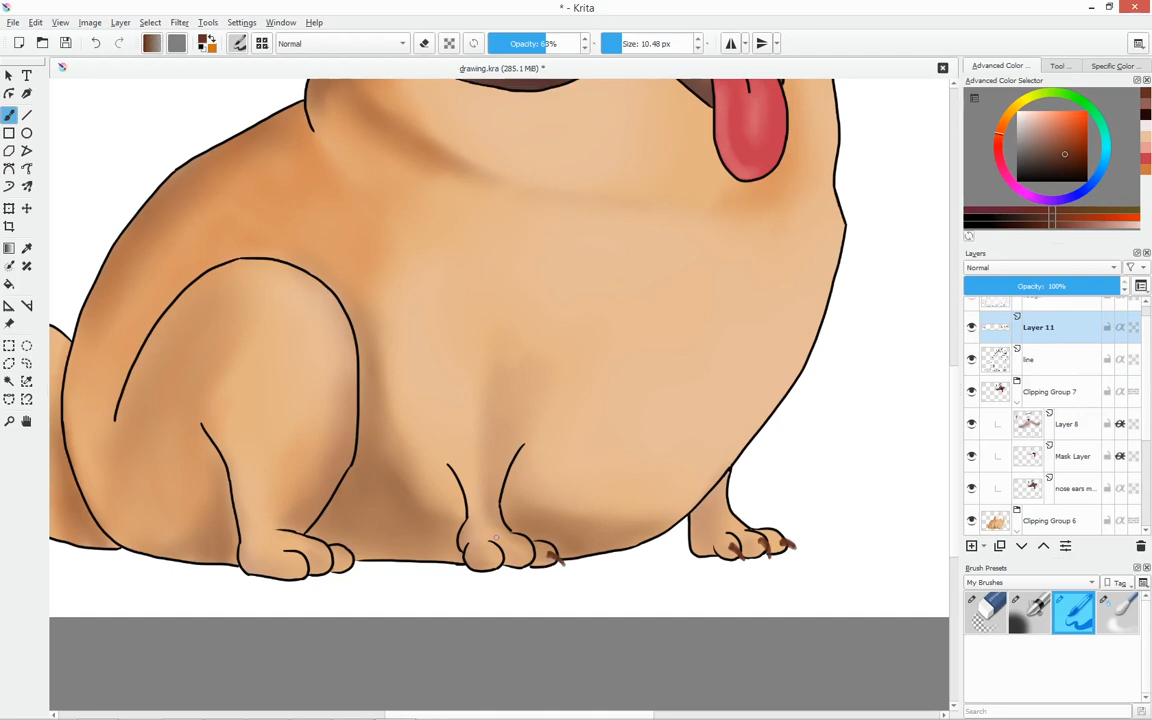 * - Krita
File Edit View Image Layer Select Filter Tools Settings Window Help
Normal Opacity: 63% Size: 10.48 px
drawing.kra (285.1 MiB) *
Advanced Color ... Tool ... Specific Color ...
Advanced Color Selector
Layers
Normal
Opacity: 100%
Layer 11
line
Clipping Group 7
Layer 8
Mask Layer
nose ears m...
Clipping Group 6
Brush Presets
My Brushes Tag
Search